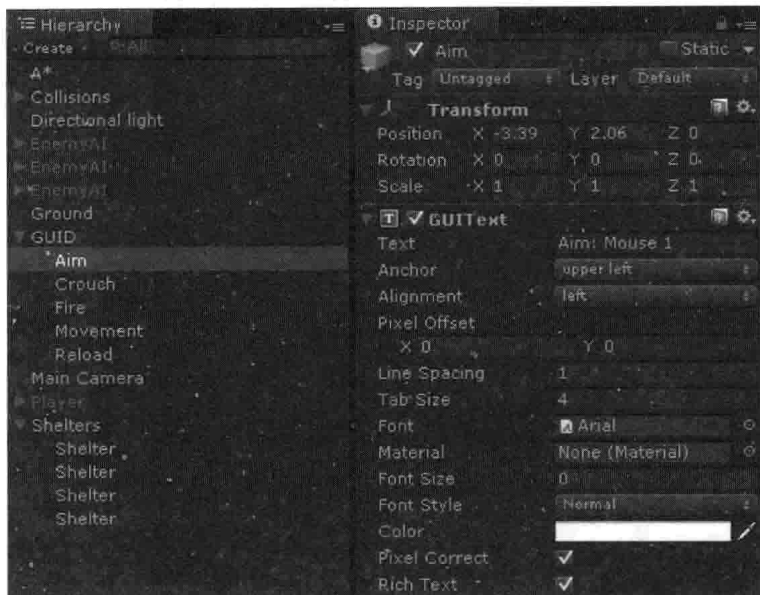 Hierarchy
Create All
A*
Collisions
Directional light
EnemyAI
EnemyAI
EnemyAI
Ground
GUID
Aim
Crouch
Fire
Movement
Reload
Main Camera
Player
Shelters
Shelter
Shelter
Shelter
Shelter
Inspector
Aim Static
Tag Untagged Layer Default
Transform
Position X -3.39 Y 2.06 Z 0
Rotation X 0 Y 0 Z 0
Scale X 1 Y 1 Z 1
GUIText
Text Aim: Mouse 1
Anchor upper left
Alignment left
Pixel Offset
X 0 Y 0
Line Spacing 1
Tab Size 4
Font Arial
Material None (Material)
Font Size 0
Font Style Normal
Color
Pixel Correct
Rich Text